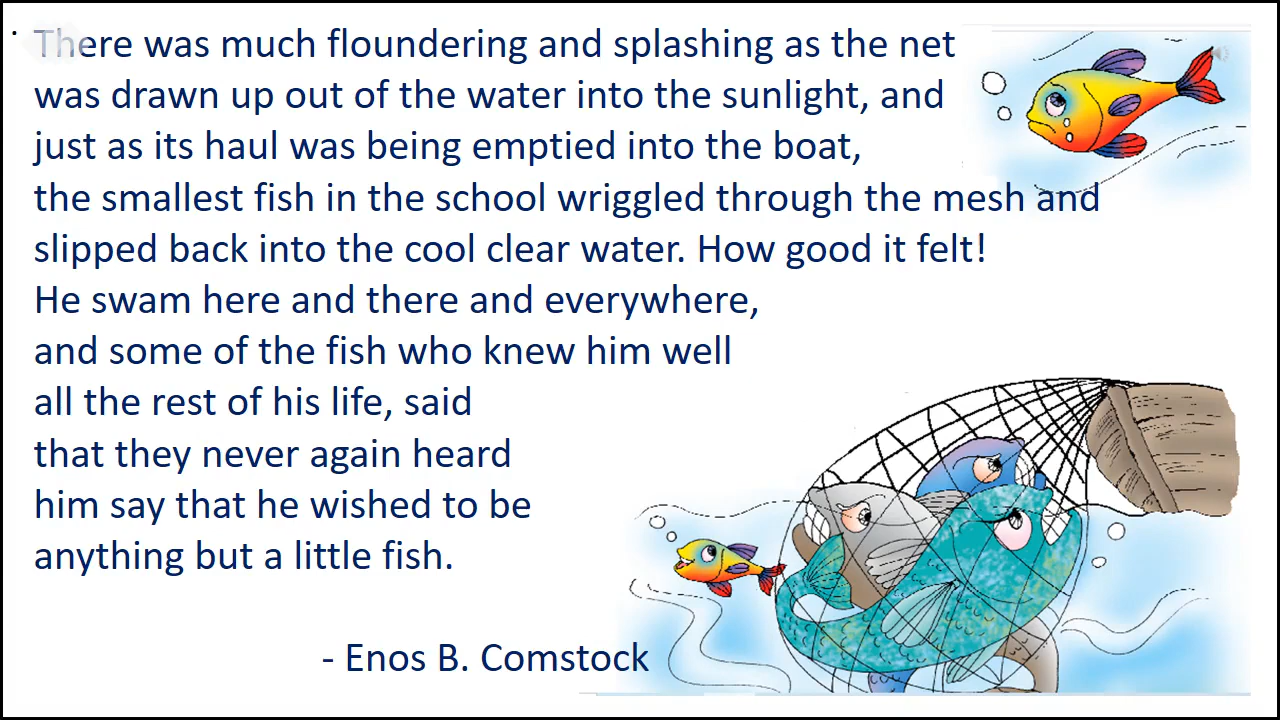 There was much floundering and splashing as the net
was drawn up out of the water into the sunlight, and
just as its haul was being emptied into the boat,
the smallest fish in the school wriggled through the mesh and
slipped back into the cool clear water. How good it felt!
He swam here and there and everywhere,
and some of the fish who knew him well
all the rest of his life, said
that they never again heard
him say that he wished to be
anything but a little fish.
- Enos B. Comstock